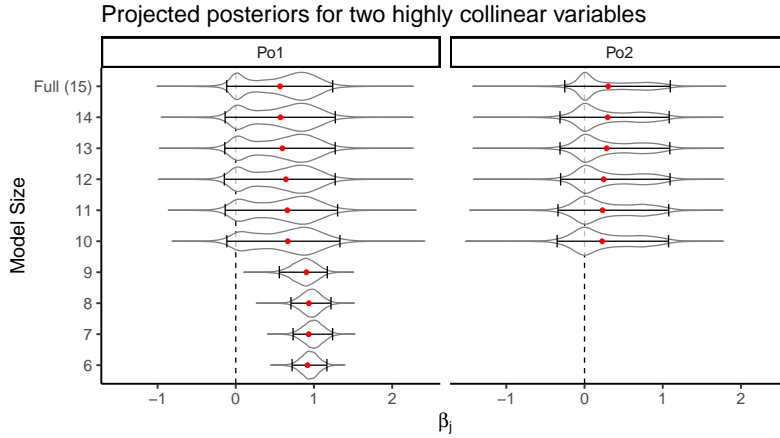 Projected posteriors for two highly collinear variables
Po1 Po2
Full (15)
14
13
12
11
10
9
8
7
6
Model Size
−1 0 1 2 −1 0 1 2
βj